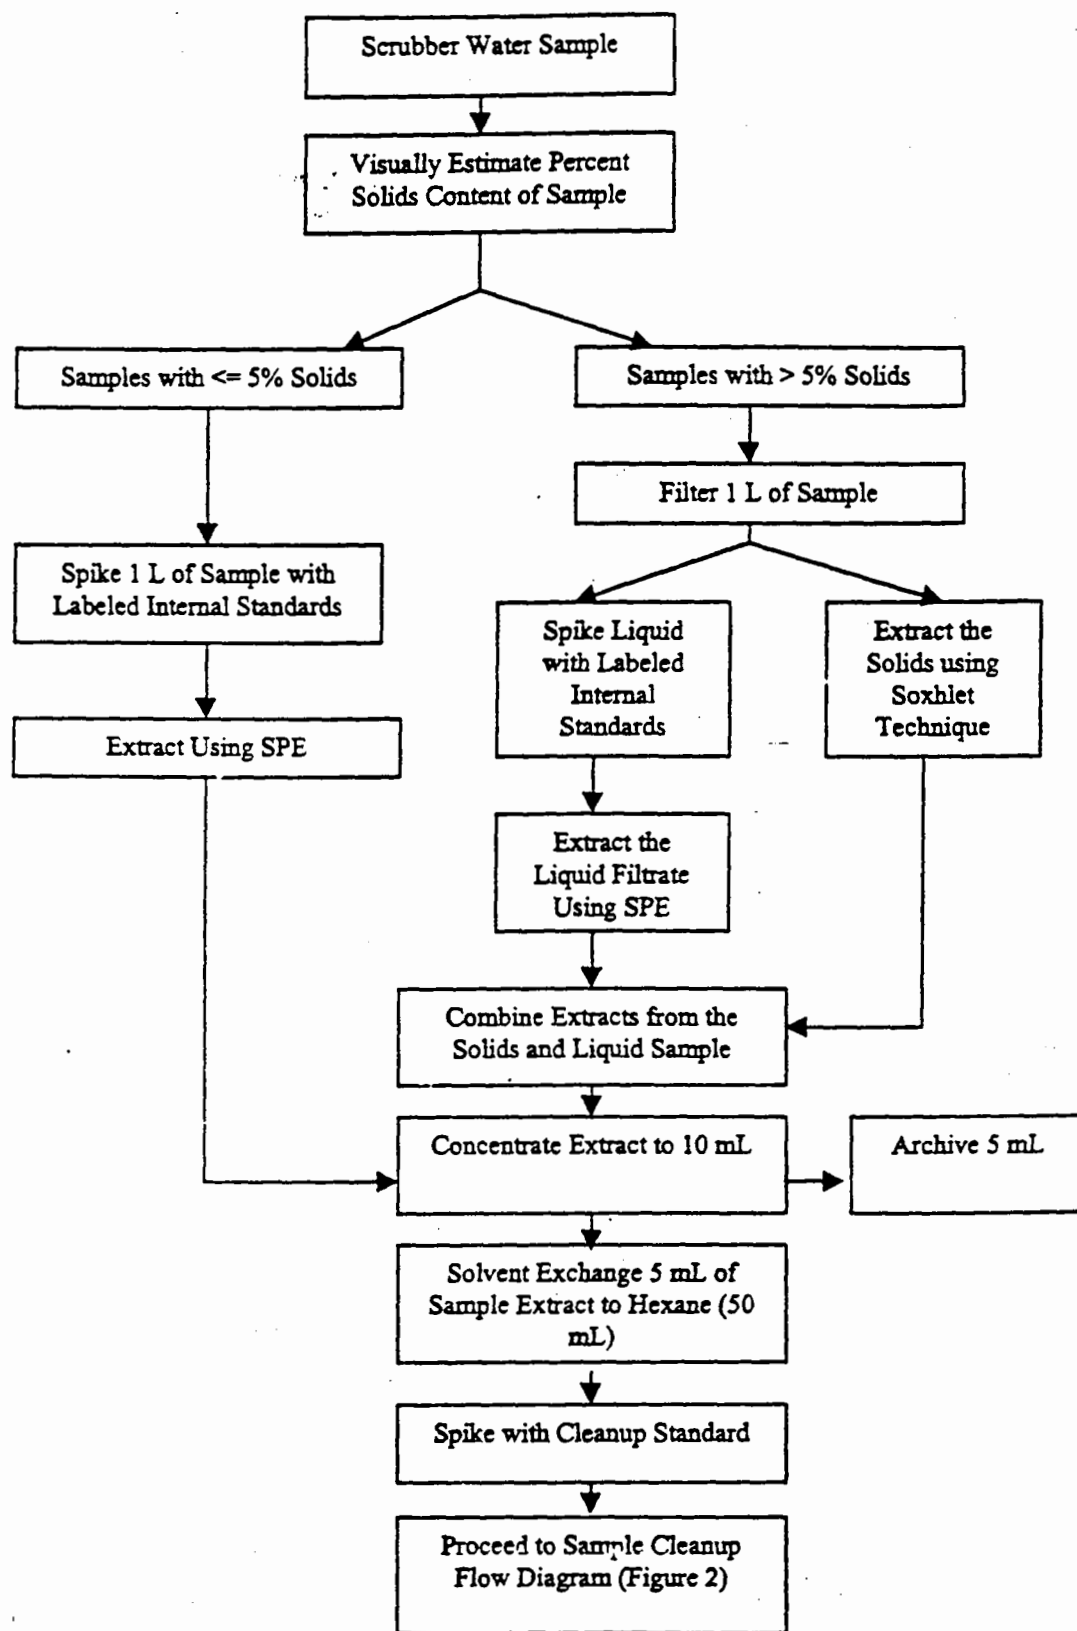 Scrubber Water Sample
Visually Estimate Percent
Solids Content of Sample
Samples with <= 5% Solids
Samples with > 5% Solids
Filter 1 L of Sample
Spike 1 L of Sample with
Labeled Internal Standards
Spike Liquid
with Labeled
Internal
Standards
Extract the
Solids using
Soxhlet
Technique
Extract Using SPE
Extract the
Liquid Filtrate
Using SPE
Combine Extracts from the
Solids and Liquid Sample
Concentrate Extract to 10 mL
Archive 5 mL
Solvent Exchange 5 mL of
Sample Extract to Hexane (50
mL)
Spike with Cleanup Standard
Proceed to Sample Cleanup
Flow Diagram (Figure 2)